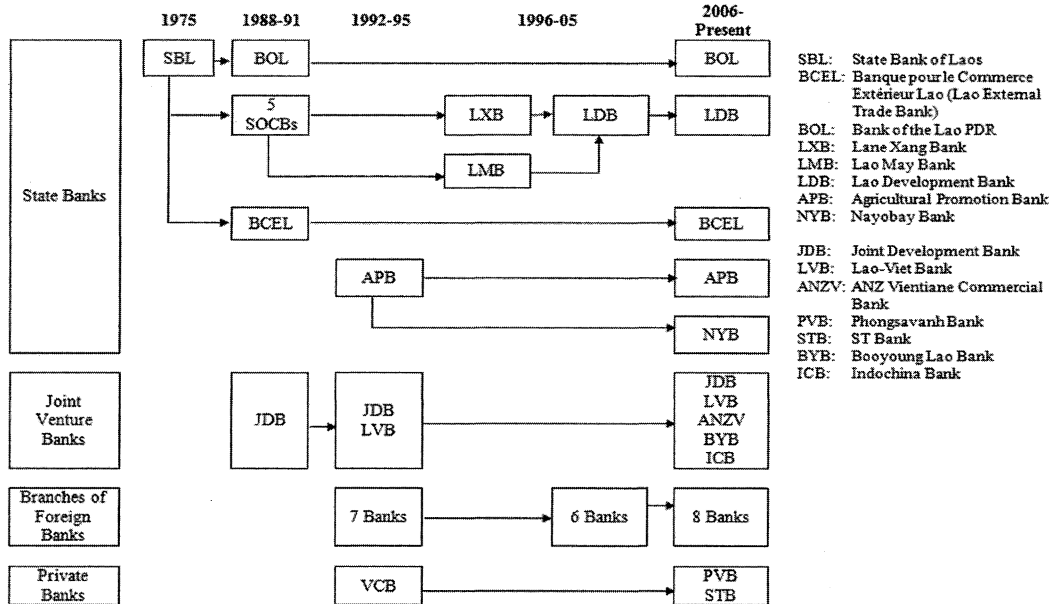 1975 1988-91 1992-95 1996-05 2006-
Present
State Banks
SBL BOL BOL
5
SOCBs LXB LDB LDB
LMB
BCEL BCEL
APB APB
NYB
Joint
Venture
Banks
JDB
JDB
LVB
JDB
LVB
ANZV
BYB
ICB
Branches of
Foreign
Banks
7 Banks 6 Banks 8 Banks
Private
Banks
VCB
PVB
STB
SBL: State Bank of Laos
BCEL: Banque pour le Commerce
Extérieur Lao (Lao External
Trade Bank)
BOL: Bank of the Lao PDR
LXB: Lane Xang Bank
LMB: Lao May Bank
LDB: Lao Development Bank
APB: Agricultural Promotion Bank
NYB: Nayobay Bank
JDB: Joint Development Bank
LVB: Lao-Viet Bank
ANZV: ANZ Vientiane Commercial
Bank
PVB: Phongsavanh Bank
STB: ST Bank
BYB: Booyoung Lao Bank
ICB: Indochina Bank